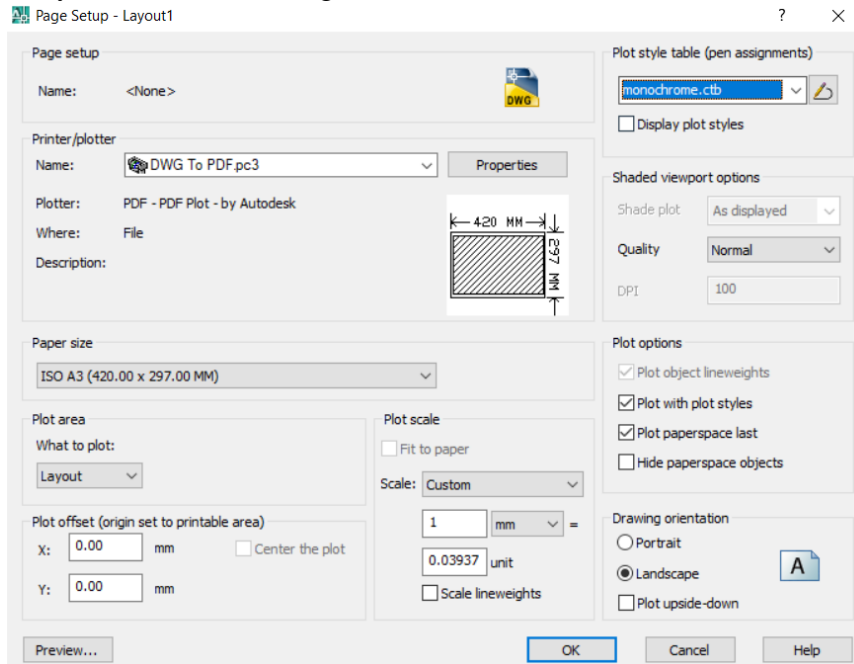 Page Setup - Layout1
?
Page setup
Name: <None>
DWG
Printer/plotter
Name: DWG To PDF.pc3
Properties
Plotter: PDF - PDF Plot - by Autodesk
Where: File
Description:
420 MM
297 MM
Paper size
ISO A3 (420.00 x 297.00 MM)
Plot area
What to plot:
Layout
Plot offset (origin set to printable area)
X: 0.00 mm
Center the plot
Y: 0.00 mm
Plot scale
Fit to paper
Scale: Custom
1 mm =
0.03937 unit
Scale lineweights
Plot style table (pen assignments)
monochrome.ctb
Display plot styles
Shaded viewport options
Shade plot As displayed
Quality Normal
DPI 100
Plot options
Plot object lineweights
Plot with plot styles
Plot paperspace last
Hide paperspace objects
Drawing orientation
Portrait
Landscape
A
Plot upside-down
Preview...
OK
Cancel
Help